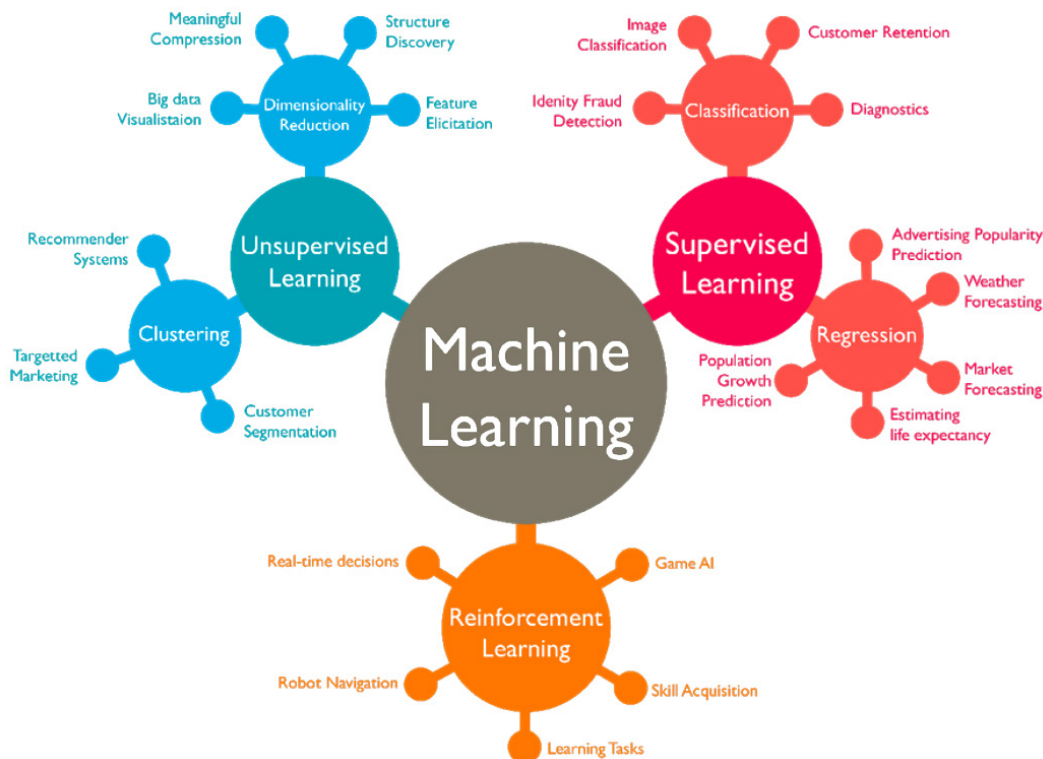 Meaningful
Compression
Structure
Discovery
Big data
Visualistaion
Dimensionality
Reduction
Feature
Elicitation
Image
Classification
Customer Retention
Idenity Fraud
Detection
Classification
Diagnostics
Recommender
Systems
Unsupervised
Learning
Clustering
Targetted
Marketing
Customer
Segmentation
Machine
Learning
Supervised
Learning
Advertising Popularity
Prediction
Weather
Forecasting
Regression
Population
Growth
Prediction
Market
Forecasting
Estimating
life expectancy
Real-time decisions
Game AI
Reinforcement
Learning
Robot Navigation
Skill Acquisition
Learning Tasks